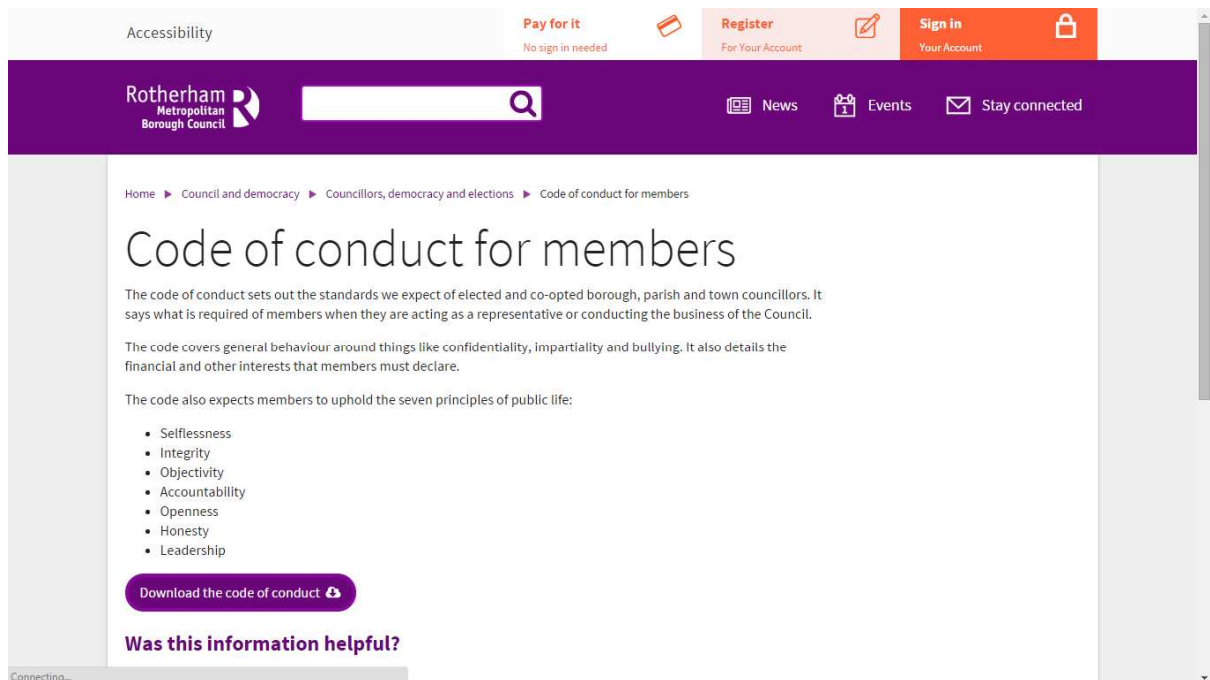 Accessibility
Pay for it
No sign in needed
Register
For Your Account
Sign in
Your Account
Rotherham
Metropolitan
Borough Council
News
1
Events
Stay connected
Home ▶ Council and democracy ▶ Councillors, democracy and elections ▶ Code of conduct for members
Code of conduct for members
The code of conduct sets out the standards we expect of elected and co-opted borough, parish and town councillors. It
says what is required of members when they are acting as a representative or conducting the business of the Council.
The code covers general behaviour around things like confidentiality, impartiality and bullying. It also details the
financial and other interests that members must declare.
The code also expects members to uphold the seven principles of public life:
• Selflessness
• Integrity
• Objectivity
• Accountability
• Openness
• Honesty
• Leadership
Download the code of conduct
Was this information helpful?
Connecting...